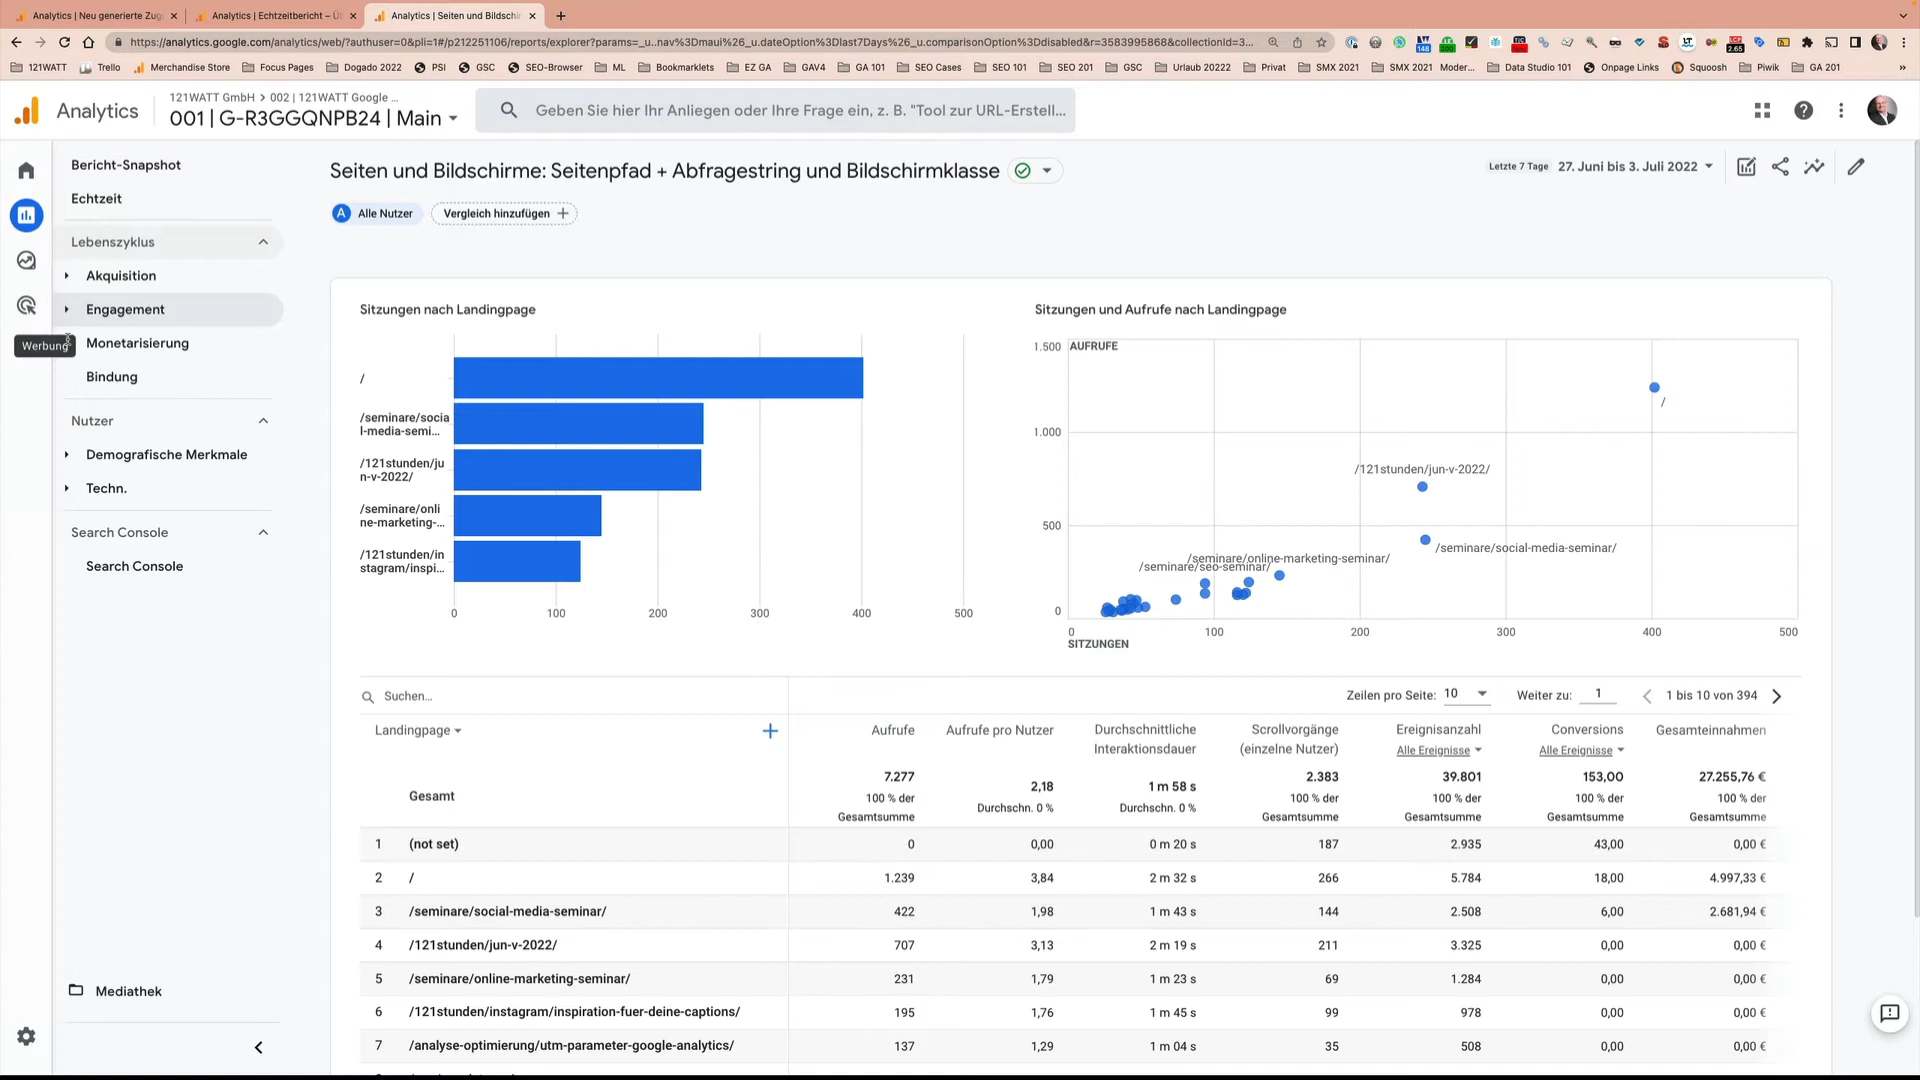 Analytics | Neu generierte Zug
Analytics | Echtzeitbericht – Ü
Analytics | Seiten und Bildschir
https://analytics.google.com/analytics/web/?authuser=0&pli=1#/p212251106/reports/explorer?params=_u..nav%3Dmaui%26_u.dateOption%3Dlast7Days%26_u.comparisonOption%3Ddisabled&r=3583995868&collectionId=3...
121WATT
Trello
Merchandise Store
Focus Pages
Dogado 2022
PSI
GSC
SEO-Browser
ML
Bookmarklets
EZ GA
GAV4
GA 101
SEO Cases
SEO 101
SEO 201
GSC
Urlaub 20222
Privat
SMX 2021
SMX 2021 Moder...
Data Studio 101
Onpage Links
Squoosh
Piwik
GA 201
»
Analytics
121WATT GmbH > 002 | 121WATT Google ...
001 | G-R3GGQNPB24 | Main
Geben Sie hier Ihr Anliegen oder Ihre Frage ein, z. B. "Tool zur URL-Erstell...
Bericht-Snapshot
Echtzeit
Lebenszyklus
Akquisition
Engagement
Werbung
Monetarisierung
Bindung
Nutzer
Demografische Merkmale
Techn.
Search Console
Search Console
Mediathek
Seiten und Bildschirme: Seitenpfad + Abfragestring und Bildschirmklasse
Letzte 7 Tage 27. Juni bis 3. Juli 2022
A Alle Nutzer
Vergleich hinzufügen +
Sitzungen nach Landingpage
/
/seminare/socia
l-media-semi...
/121stunden/ju
n-v-2022/
/seminare/onli
ne-marketing-...
/121stunden/in
stagram/inspi...
0 100 200 300 400 500
Sitzungen und Aufrufe nach Landingpage
1.500 AUFRUFE
/
1.000
/121stunden/jun-v-2022/
500
/seminare/social-media-seminar/
/seminare/online-marketing-seminar/
/seminare/seo-seminar/
0
0 100 200 300 400 500
SITZUNGEN
Suchen...
Zeilen pro Seite: 10
Weiter zu: 1
1 bis 10 von 394
Landingpage
Aufrufe
Aufrufe pro Nutzer
Durchschnittliche
Interaktionsdauer
Scrollvorgänge
(einzelne Nutzer)
Ereignisanzahl
Alle Ereignisse
Conversions
Alle Ereignisse
Gesamteinnahmen
Gesamt
7.277
100 % der
Gesamtsumme
2,18
Durchschn. 0 %
1 m 58 s
Durchschn. 0 %
2.383
100 % der
Gesamtsumme
39.801
100 % der
Gesamtsumme
153,00
100 % der
Gesamtsumme
27.255,76 €
100 % der
Gesamtsumme
1 (not set) 0 0,00 0 m 20 s 187 2.935 43,00 0,00 €
2 / 1.239 3,84 2 m 32 s 266 5.784 18,00 4.997,33 €
3 /seminare/social-media-seminar/ 422 1,98 1 m 43 s 144 2.508 6,00 2.681,94 €
4 /121stunden/jun-v-2022/ 707 3,13 2 m 19 s 211 3.325 0,00 0,00 €
5 /seminare/online-marketing-seminar/ 231 1,79 1 m 23 s 69 1.284 0,00 0,00 €
6 /121stunden/instagram/inspiration-fuer-deine-captions/ 195 1,76 1 m 45 s 99 978 0,00 0,00 €
7 /analyse-optimierung/utm-parameter-google-analytics/ 137 1,29 1 m 04 s 35 508 0,00 0,00 €